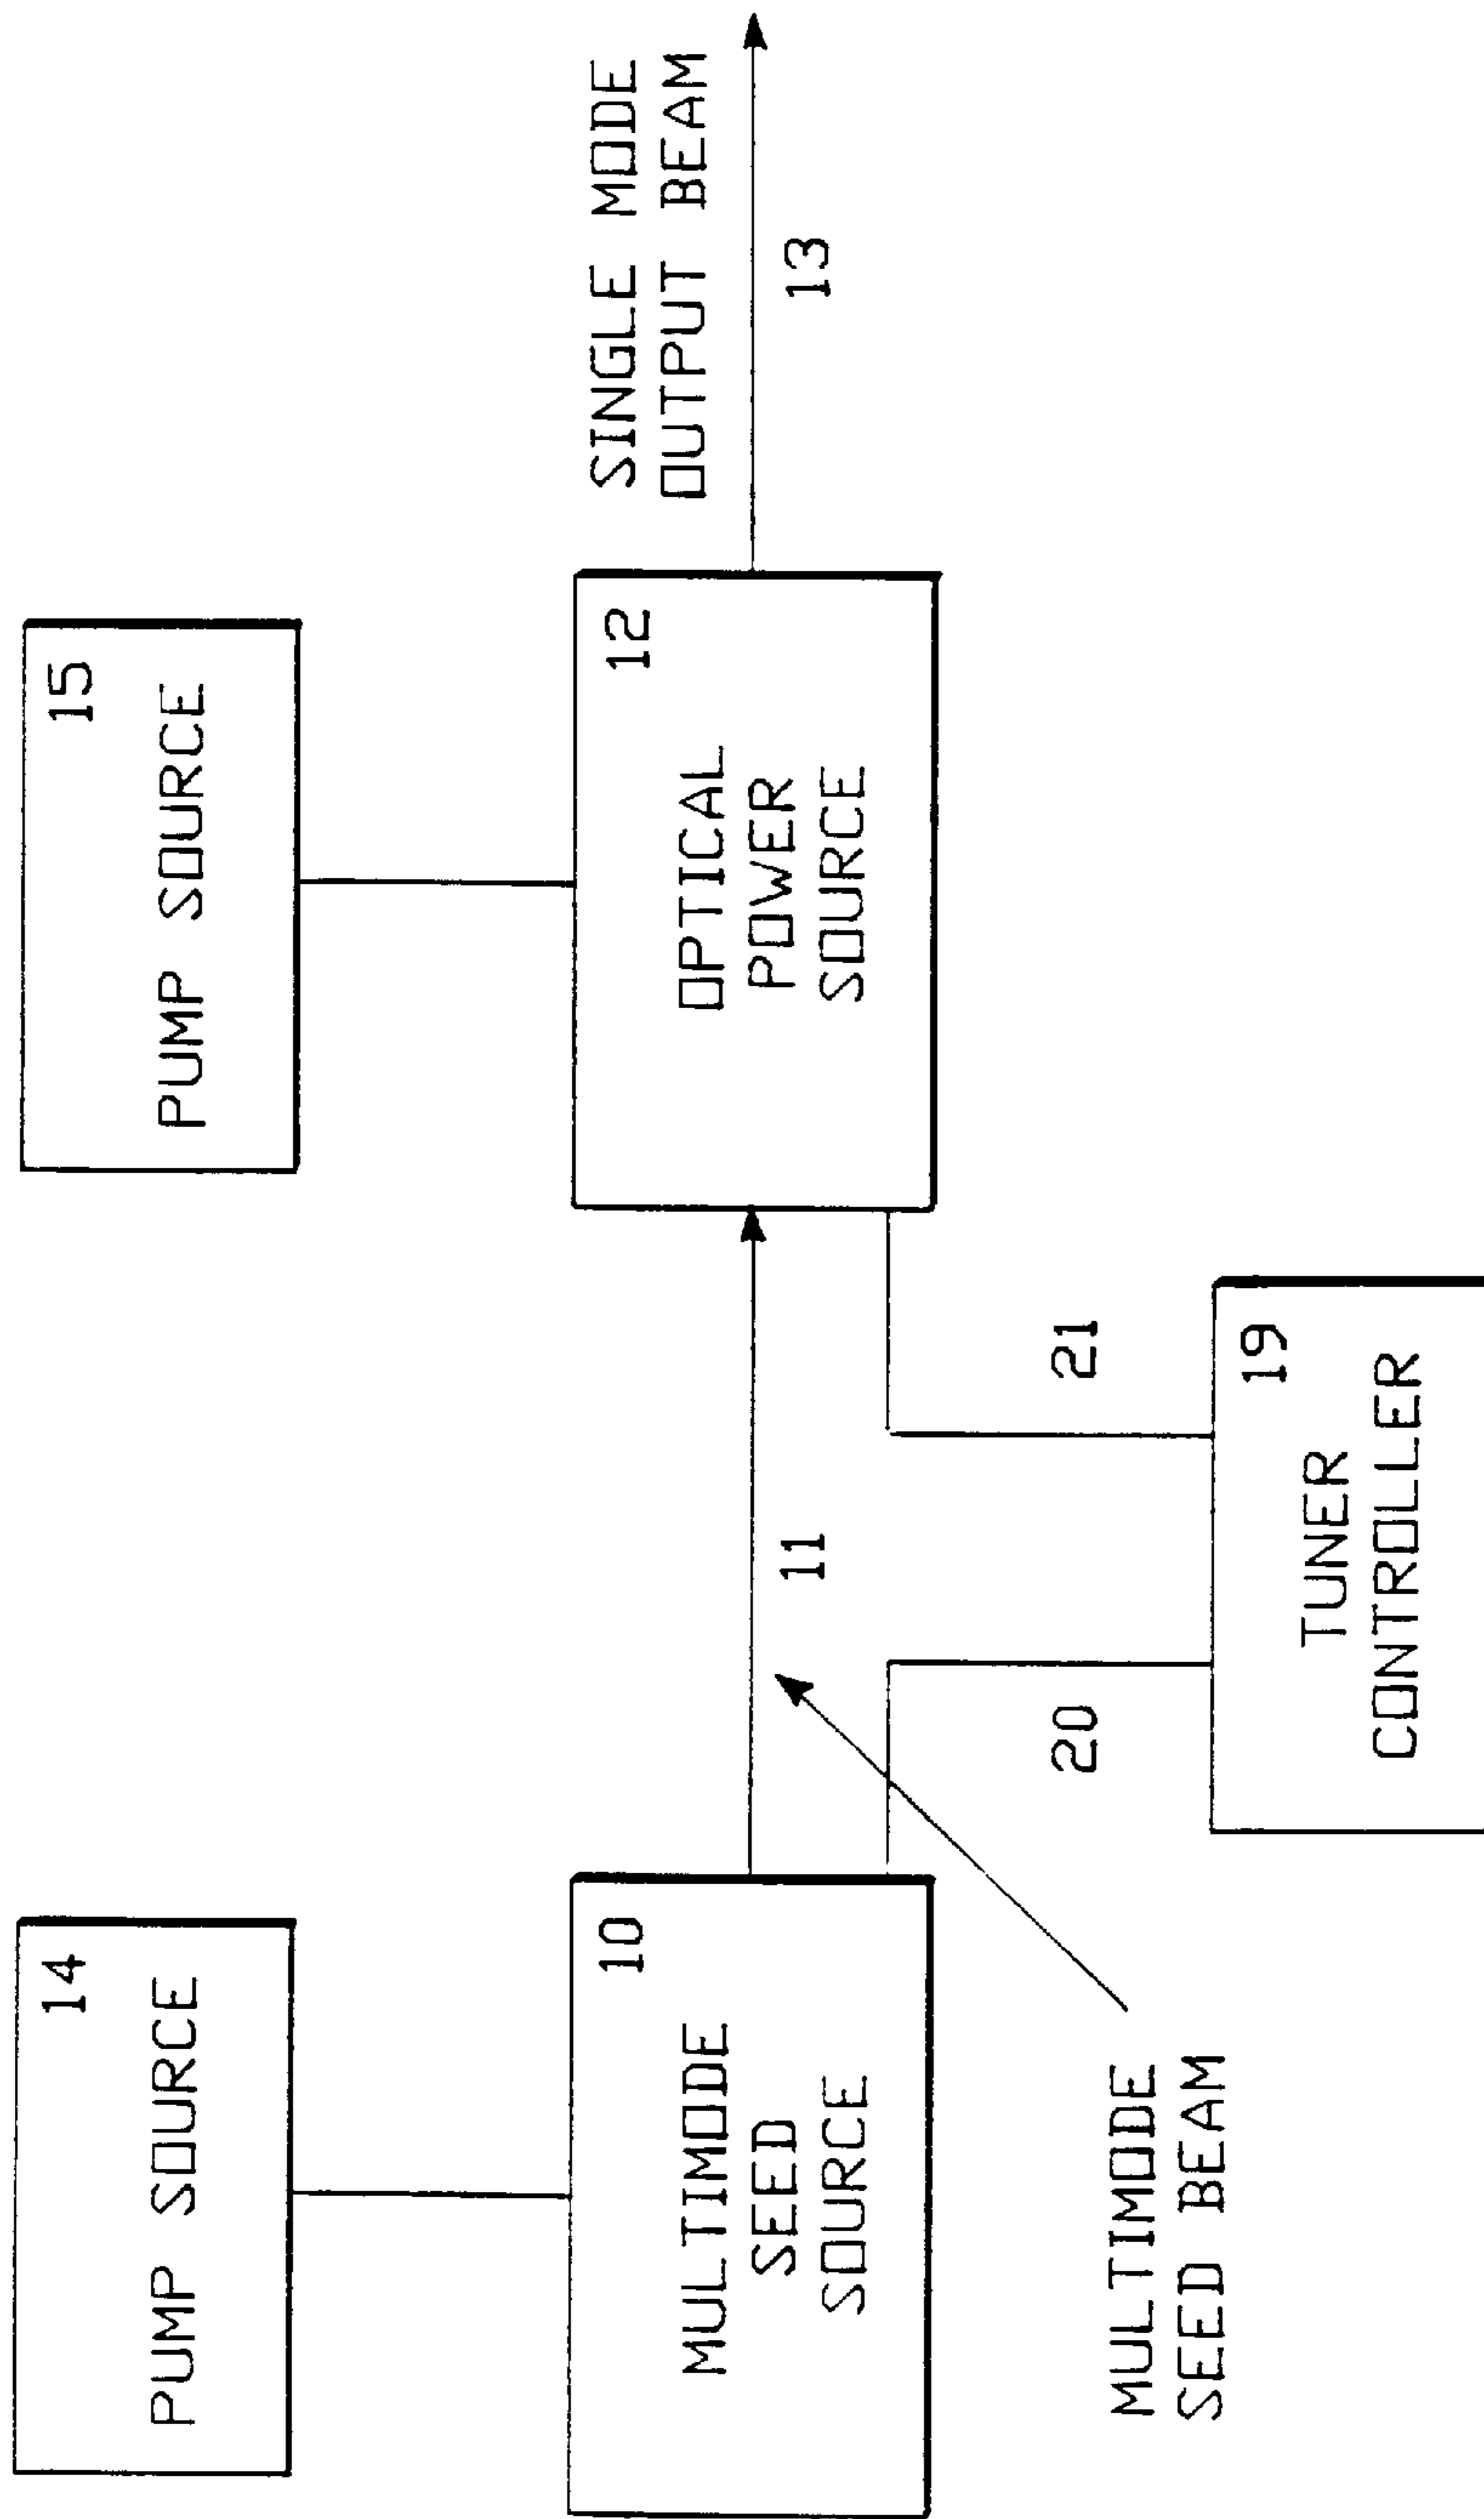 14
PUMP SOURCE
15
PUMP SOURCE
10
MULTIMODE
SEED
SOURCE
11
12
OPTICAL
POWER
SOURCE
SINGLE MODE
OUTPUT BEAM
13
MULTIMODE
SEED BEAM
20
21
19
TUNER
CONTROLLER